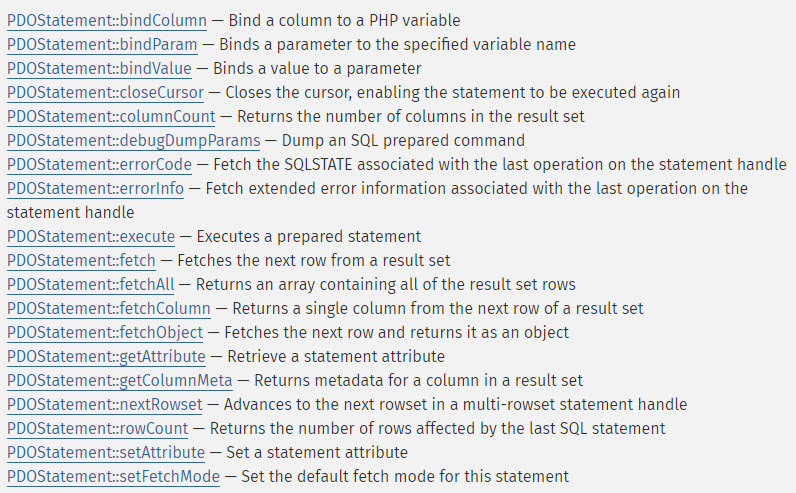 PDOStatement::bindColumn — Bind a column to a PHP variable
PDOStatement::bindParam — Binds a parameter to the specified variable name
PDOStatement::bindValue — Binds a value to a parameter
PDOStatement::closeCursor — Closes the cursor, enabling the statement to be executed again
PDOStatement::columnCount — Returns the number of columns in the result set
PDOStatement::debugDumpParams — Dump an SQL prepared command
PDOStatement::errorCode — Fetch the SQLSTATE associated with the last operation on the statement handle
PDOStatement::errorInfo — Fetch extended error information associated with the last operation on the
statement handle
PDOStatement::execute — Executes a prepared statement
PDOStatement::fetch — Fetches the next row from a result set
PDOStatement::fetchAll — Returns an array containing all of the result set rows
PDOStatement::fetchColumn — Returns a single column from the next row of a result set
PDOStatement::fetchObject — Fetches the next row and returns it as an object
PDOStatement::getAttribute — Retrieve a statement attribute
PDOStatement::getColumnMeta — Returns metadata for a column in a result set
PDOStatement::nextRowset — Advances to the next rowset in a multi-rowset statement handle
PDOStatement::rowCount — Returns the number of rows affected by the last SQL statement
PDOStatement::setAttribute — Set a statement attribute
PDOStatement::setFetchMode — Set the default fetch mode for this statement